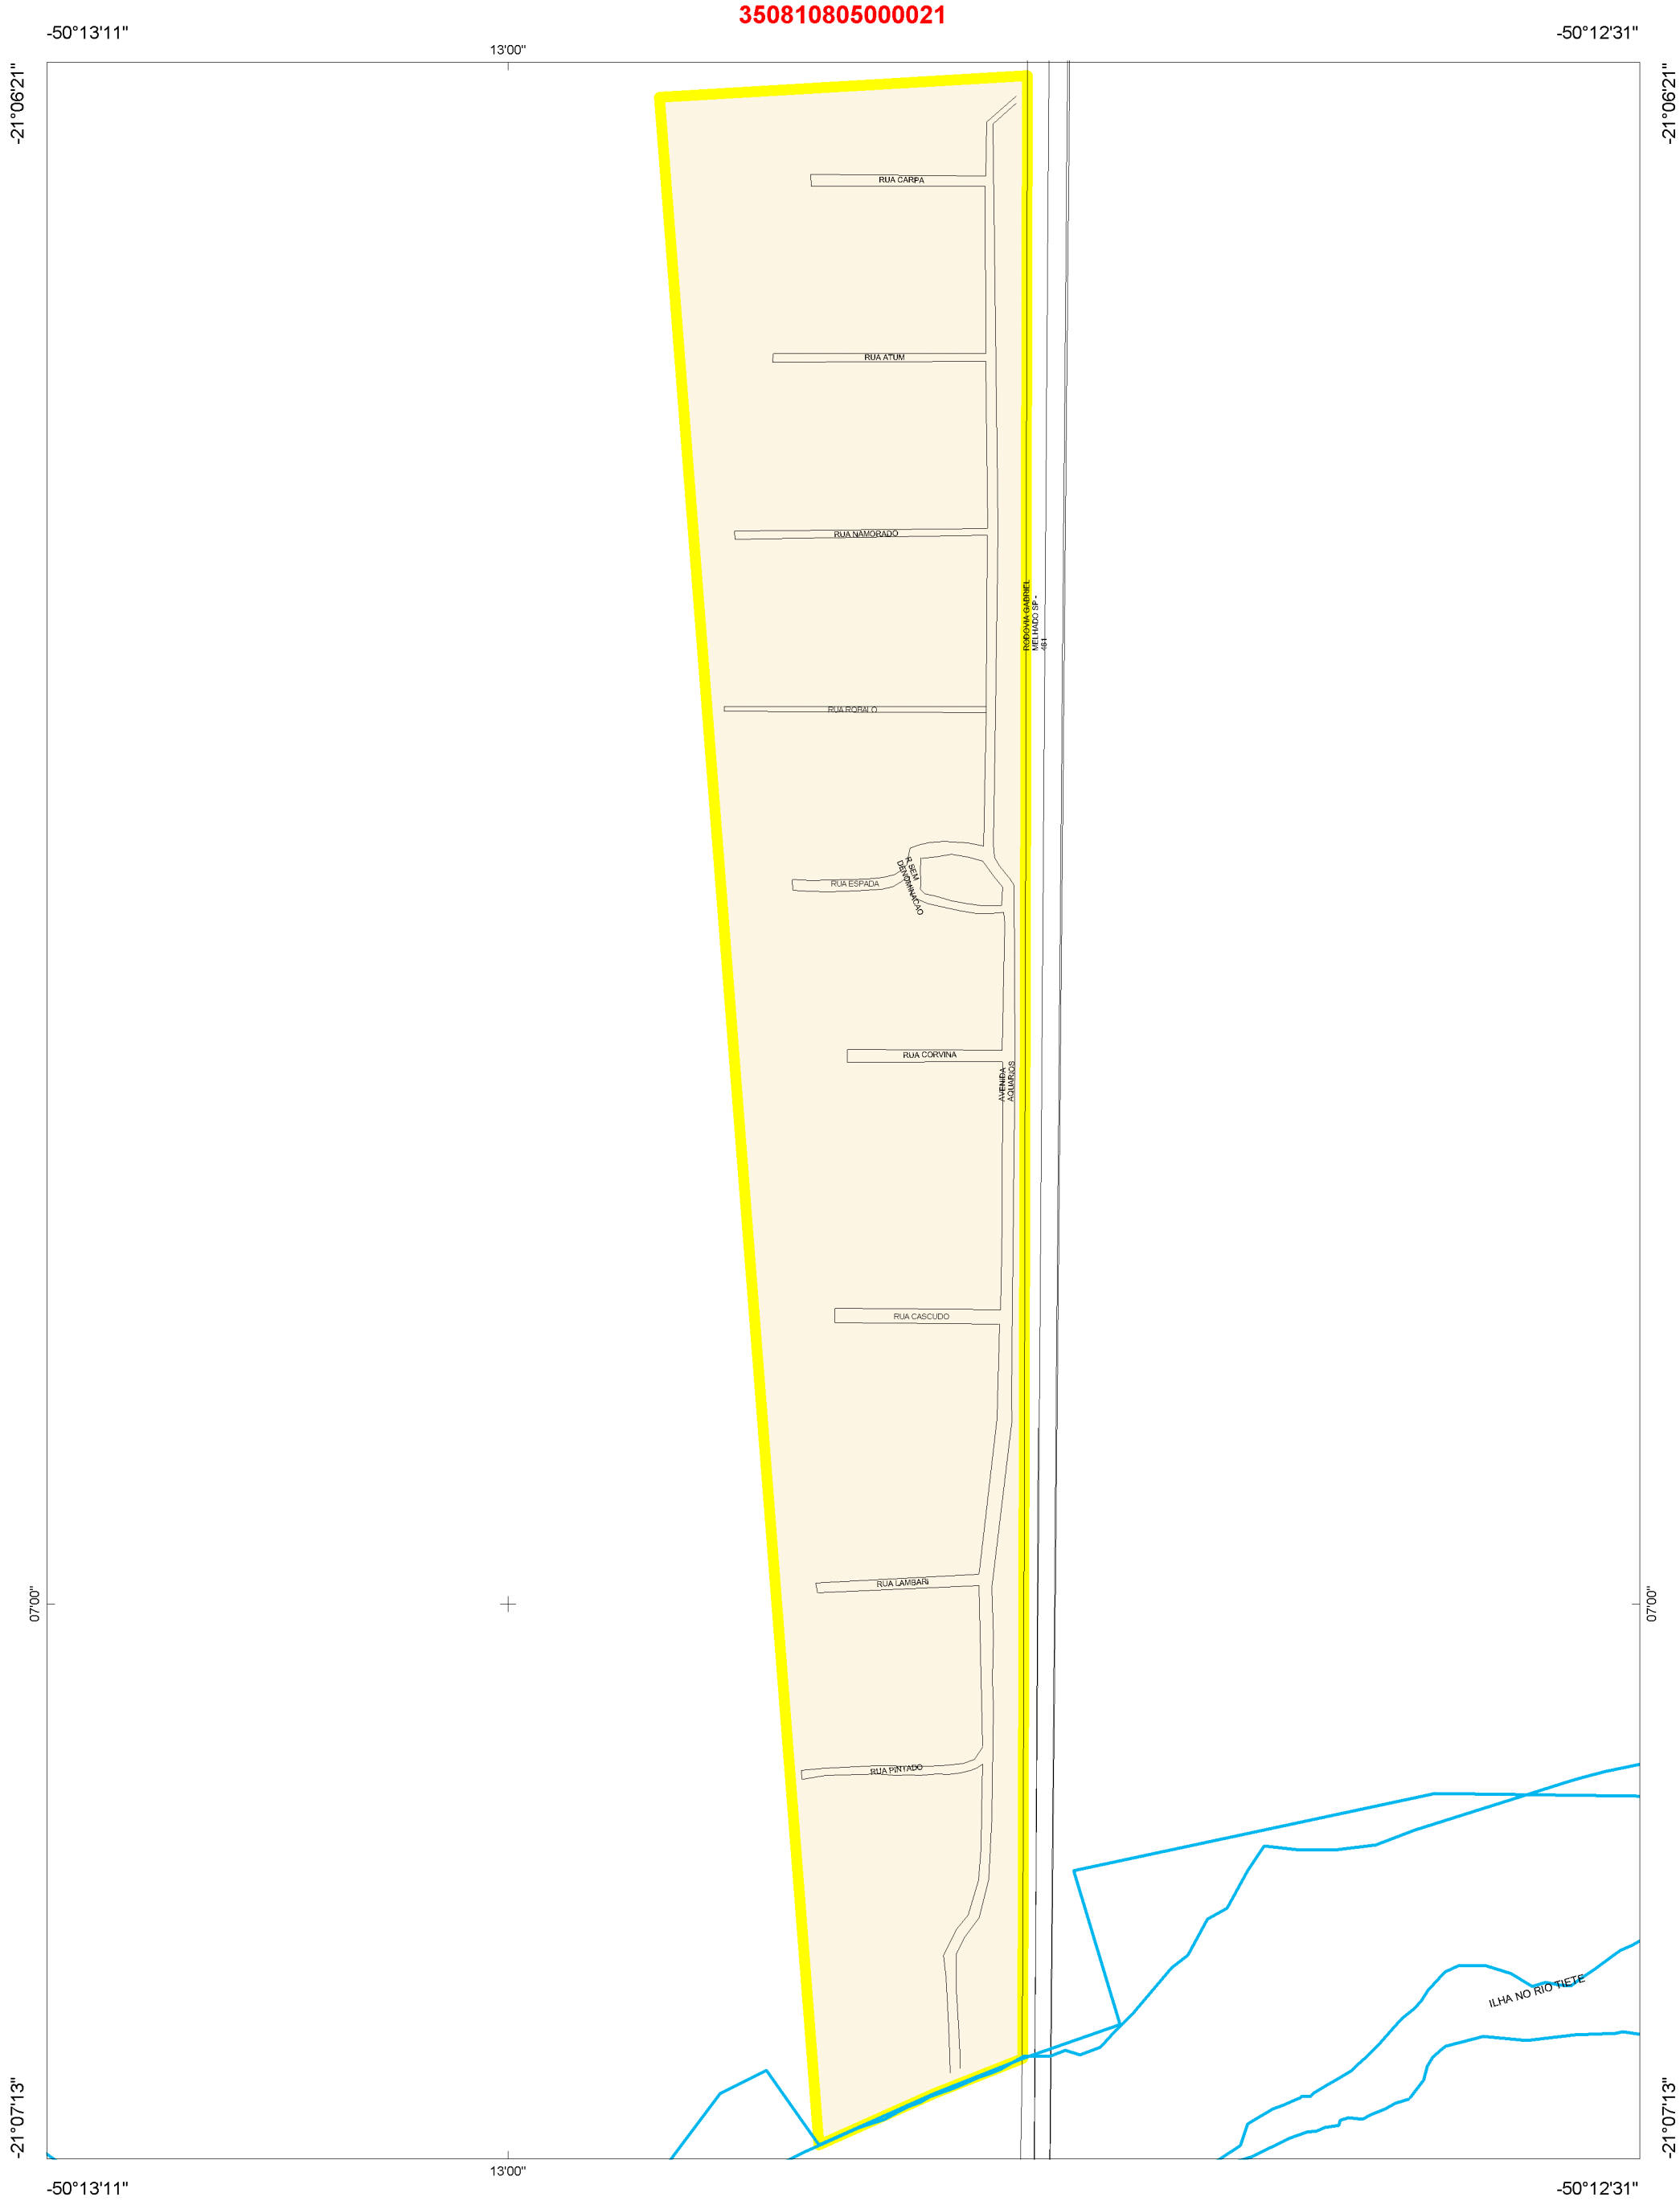 350810805000021
-50°13'11"
-50°12'31"
13'00"
-21°06'21"
-21°06'21"
RUA CARPA
RUA ATUM
RUA NAMORADO
RODOVIA GABRIEL
MELHADO SP -
461
RUA ROBALO
R SEM
DENOMINACAO
RUA ESPADA
RUA CORVINA
AVENIDA
AQUARIOS
RUA CASCUDO
RUA LAMBARI
07'00"
07'00"
RUA PINTADO
ILHA NO RIO TIETE
-21°07'13"
-21°07'13"
13'00"
-50°13'11"
-50°12'31"